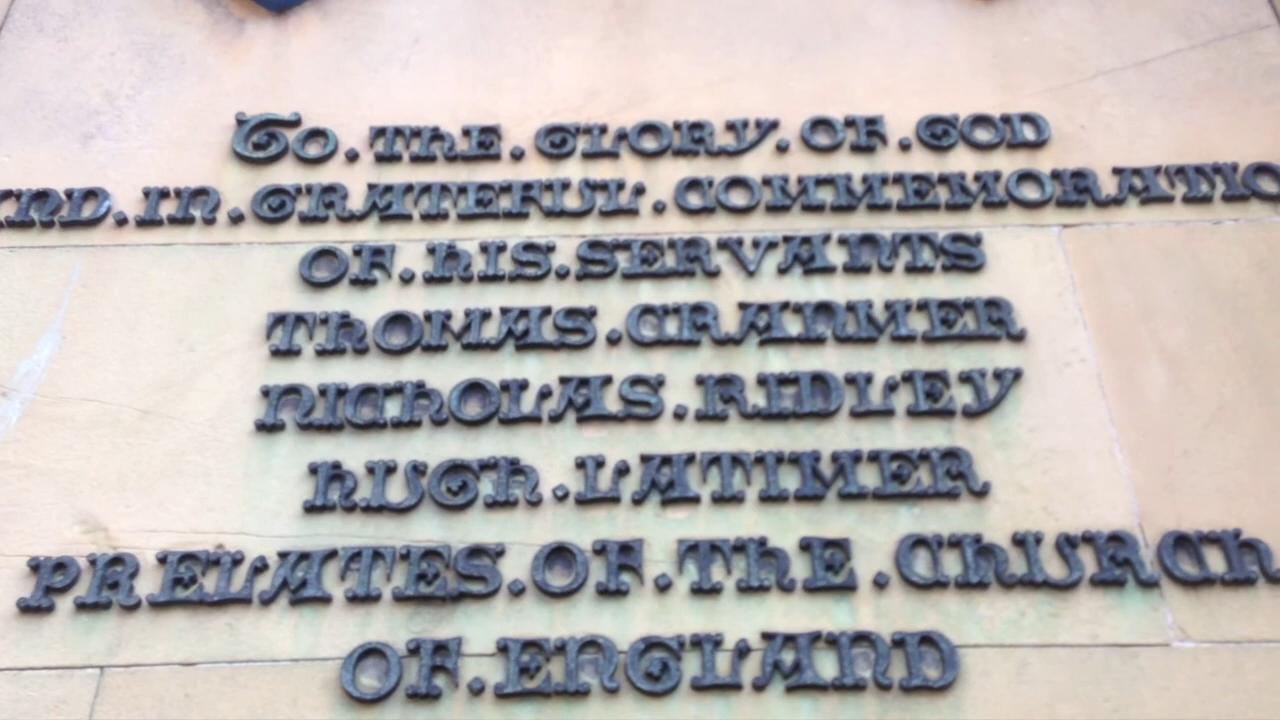 To.ThE.GLORY.OF.GOD
AND.IN.GRATEFUL.COMMEMORATIO
OF.hIS.SERVANTS
ThOMAS.CRANMER
NIChOLAS.RIDLEY
hUGh.LATIMER
PRELATES.OF.ThE.ChURCh
OF.ENGLAND